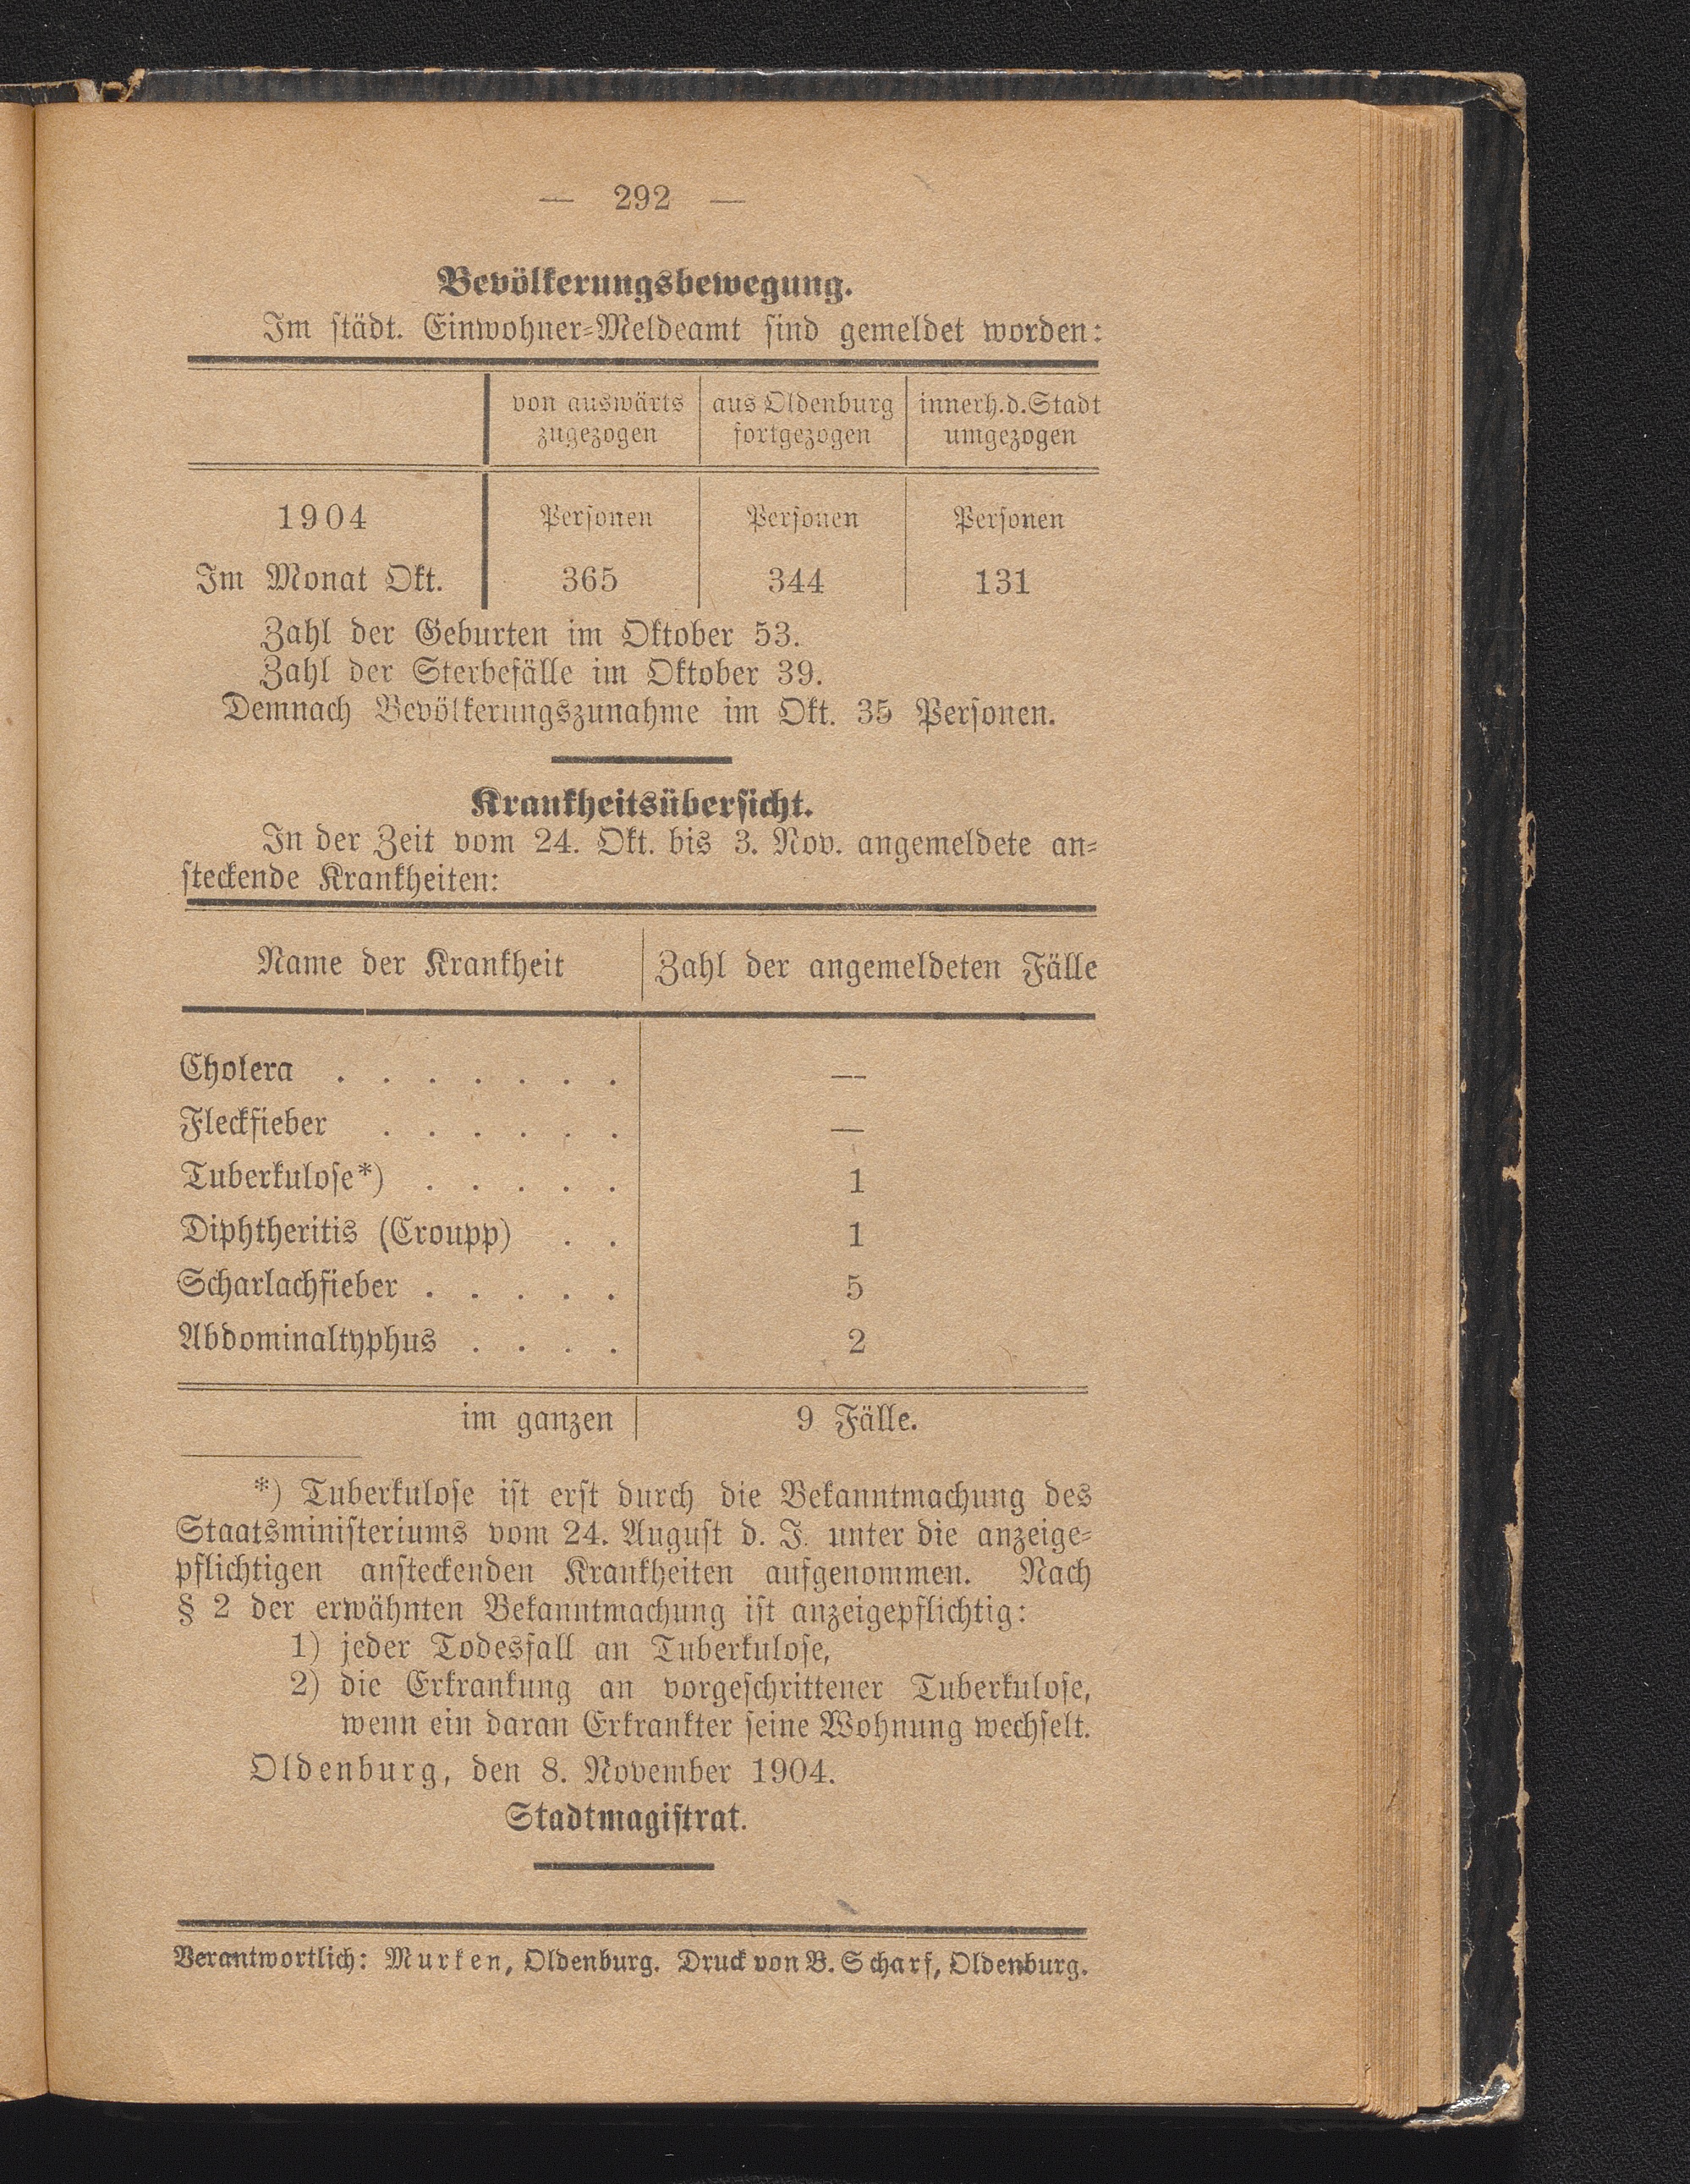 — 292 —
Bevölkerungsbewegung.
Im städt. Einwohner-Meldeamt sind gemeldet worden:
von auswärts zugezogen | aus Oldenburg fortgezogen | innerh. d. Stadt umgezogen
1904 Personen Personen Personen
Im Monat Okt. 365 344 131
Zahl der Geburten im Oktober 53.
Zahl der Sterbefälle im Oktober 39.
Demnach Bevölkerungszunahme im Okt. 35 Personen.
Krankheitsübersicht.
In der Zeit vom 24. Okt. bis 3. Nov. angemeldete an-
steckende Krankheiten:
Name der Krankheit | Zahl der angemeldeten Fälle
Cholera . . . . . . . —
Fleckfieber . . . . . . —
Tuberkulose*) . . . . . 1
Diphtheritis (Croupp) . . 1
Scharlachfieber . . . . . 5
Abdominaltyphus . . . . 2
im ganzen | 9 Fälle.
*) Tuberkulose ist erst durch die Bekanntmachung des
Staatsministeriums vom 24. August d. J. unter die anzeige-
pflichtigen ansteckenden Krankheiten aufgenommen. Nach
§ 2 der erwähnten Bekanntmachung ist anzeigepflichtig:
1) jeder Todesfall an Tuberkulose,
2) die Erkrankung an vorgeschrittener Tuberkulose,
wenn ein daran Erkrankter seine Wohnung wechselt.
Oldenburg, den 8. November 1904.
Stadtmagistrat.
Verantwortlich: Murken, Oldenburg. Druck von B. Scharf, Oldenburg.